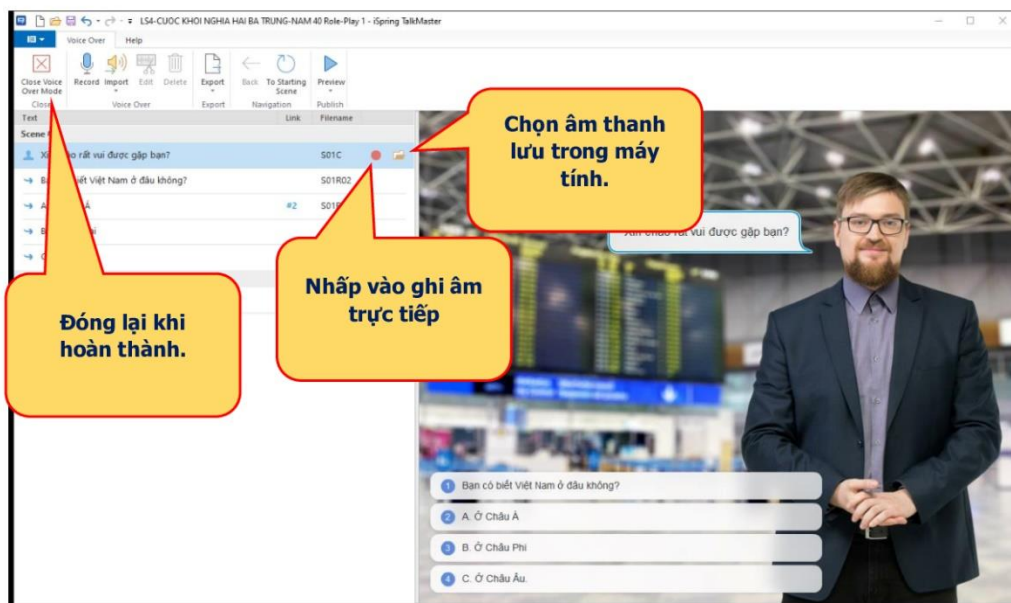 LS4-CUOC KHOI NGHIA HAI BA TRUNG-NAM 40 Role-Play 1 - iSpring TalkMaster
Voice Over Help
Close Voice
Over Mode
Record Import Edit Delete Export Back To Starting
Scene
Preview
Close Voice Over Export Navigation Publish
Text Link Filename
Scene
rất vui được gặp bạn? S01C
biết Việt Nam ở đâu không? S01R02
A #2
Chọn âm thanh
lưu trong máy
tính.
Nhấp vào ghi âm
trực tiếp
Đóng lại khi
hoàn thành.
Xin chào rất vui được gặp bạn?
1 Bạn có biết Việt Nam ở đâu không?
2 A. Ở Châu Á
3 B. Ở Châu Phi
4 C. Ở Châu Âu.